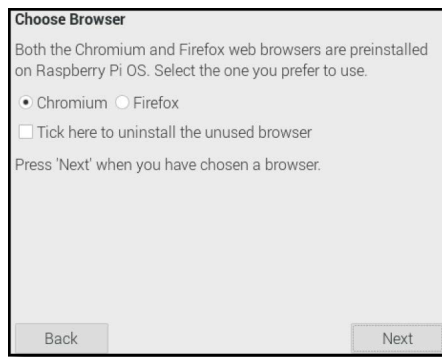 Choose Browser
Both the Chromium and Firefox web browsers are preinstalled
on Raspberry Pi OS. Select the one you prefer to use.
Chromium Firefox
Tick here to uninstall the unused browser
Press 'Next' when you have chosen a browser.
Back Next